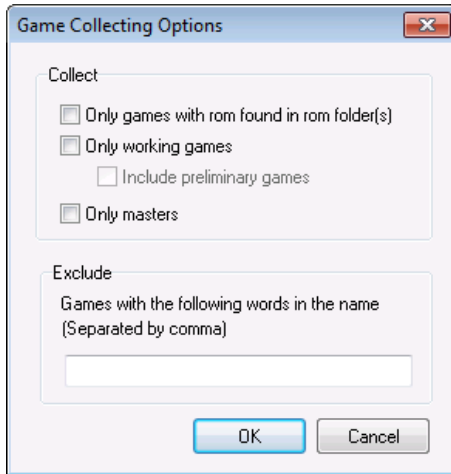 Game Collecting Options
Collect
Only games with rom found in rom folder(s)
Only working games
Include preliminary games
Only masters
Exclude
Games with the following words in the name
(Separated by comma)
OK
Cancel